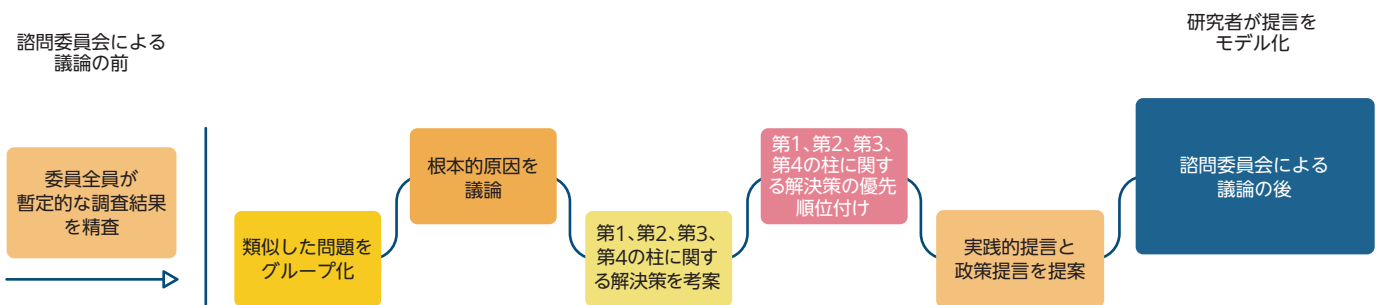 諮問委員会による
議論の前
委員全員が
暫定的な調査結果
を精査
類似した問題を
グループ化
根本的原因を
議論
第1、第2、第3、
第4の柱に関す
る解決策を考案
第1、第2、第3、
第4の柱に関す
る解決策の優先
順位付け
実践的提言と
政策提言を提案
研究者が提言を
モデル化
諮問委員会による
議論の後